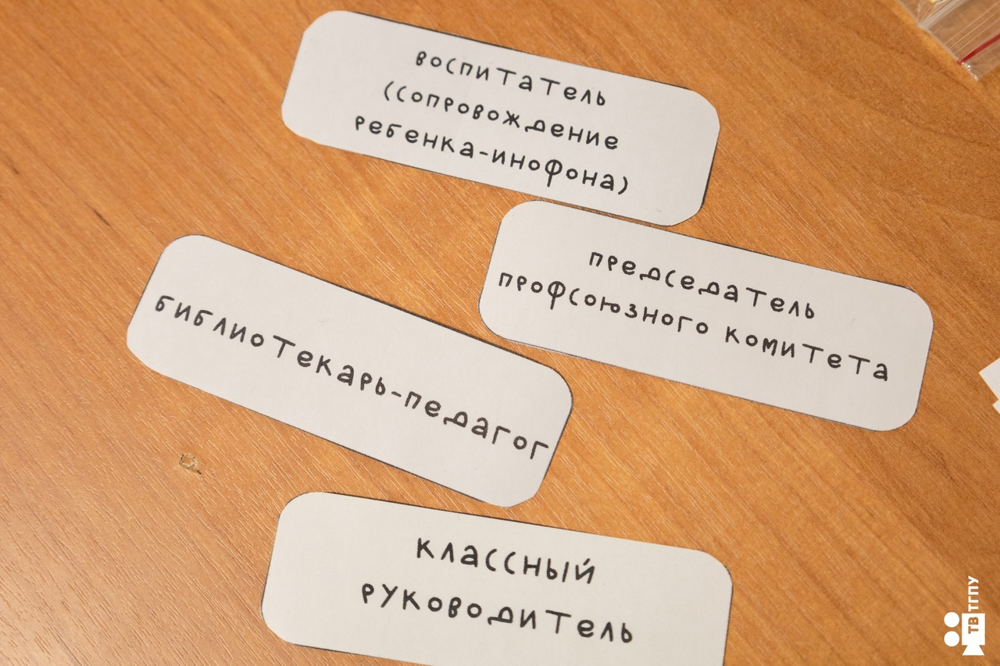 воспитатель
(сопровождение
ребенка-инофона)
председатель
профсоюзного комитета
библиотекарь-педагог
классный
руководитель
ТВ ТГПУ